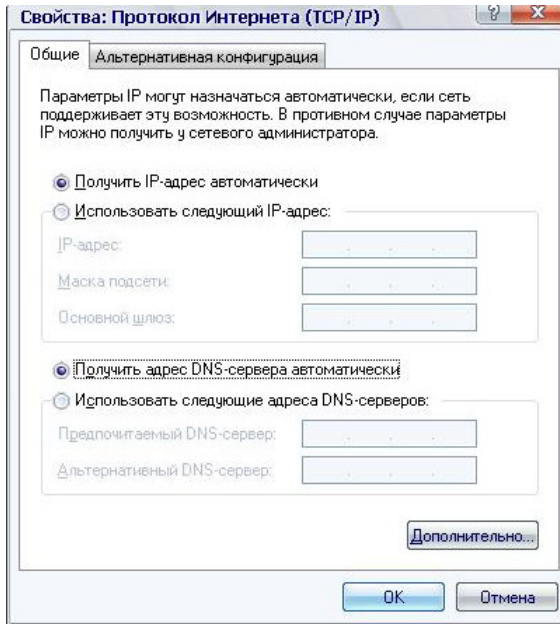 Свойства: Протокол Интернета (TCP/IP)
Общие
Альтернативная конфигурация
Параметры IP могут назначаться автоматически, если сеть
поддерживает эту возможность. В противном случае параметры
IP можно получить у сетевого администратора.
Получить IP-адрес автоматически
Использовать следующий IP-адрес:
IP-адрес:
Маска подсети:
Основной шлюз:
Получить адрес DNS-сервера автоматически
Использовать следующие адреса DNS-серверов:
Предпочитаемый DNS-сервер:
Альтернативный DNS-сервер:
Дополнительно...
OK
Отмена